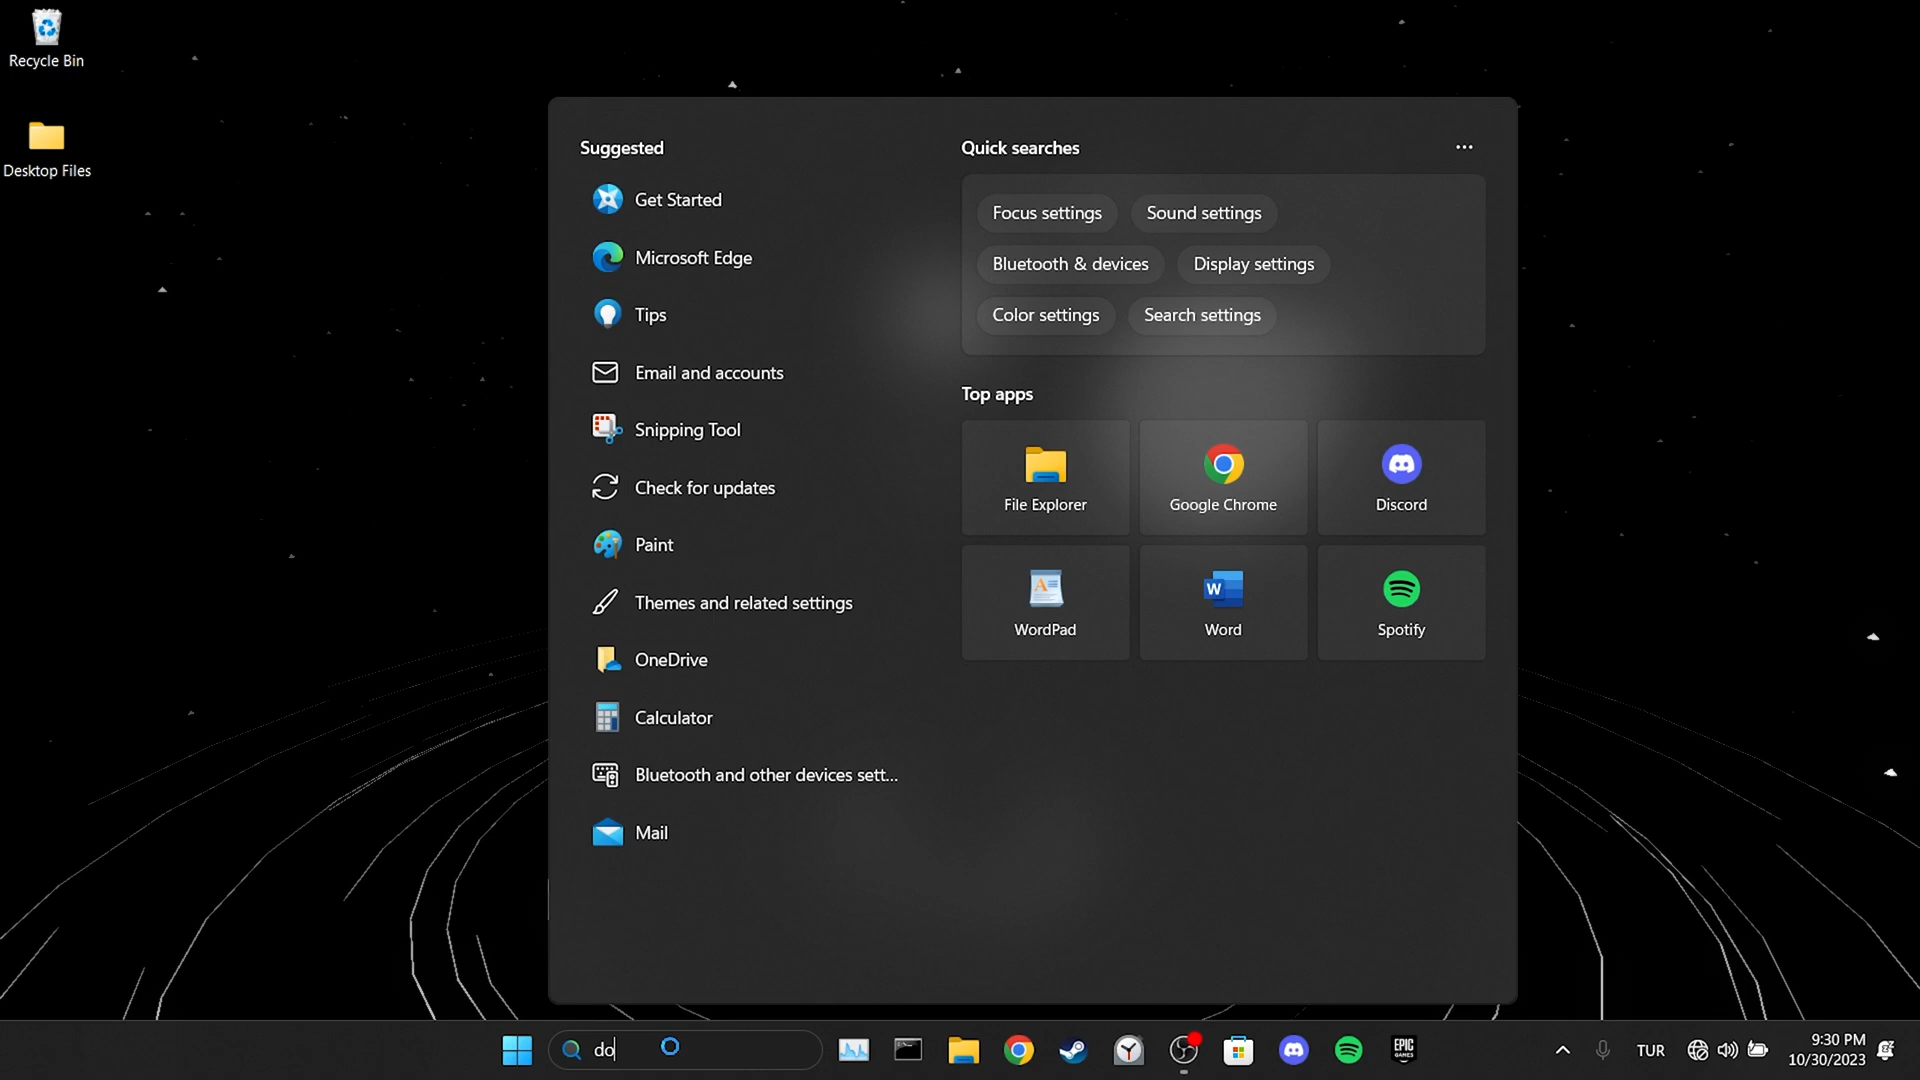 Recycle Bin
Desktop Files
Suggested
Get Started
Microsoft Edge
Tips
Email and accounts
Snipping Tool
Check for updates
Paint
Themes and related settings
OneDrive
Calculator
Bluetooth and other devices sett...
Mail
Quick searches
Focus settings
Sound settings
Bluetooth & devices
Display settings
Color settings
Search settings
Top apps
File Explorer
Google Chrome
Discord
WordPad
Word
Spotify
do
EPIC
GAMES
TUR
9:30 PM
10/30/2023